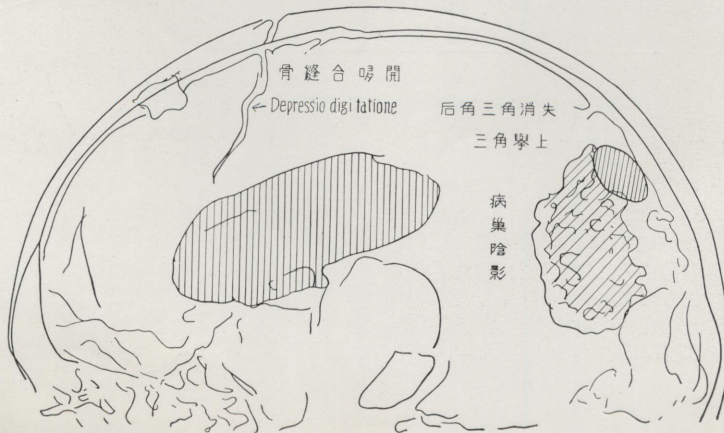 骨縫合哆開
← Depressio digitatione
后角三角消失
三角擧上
病巣陰影